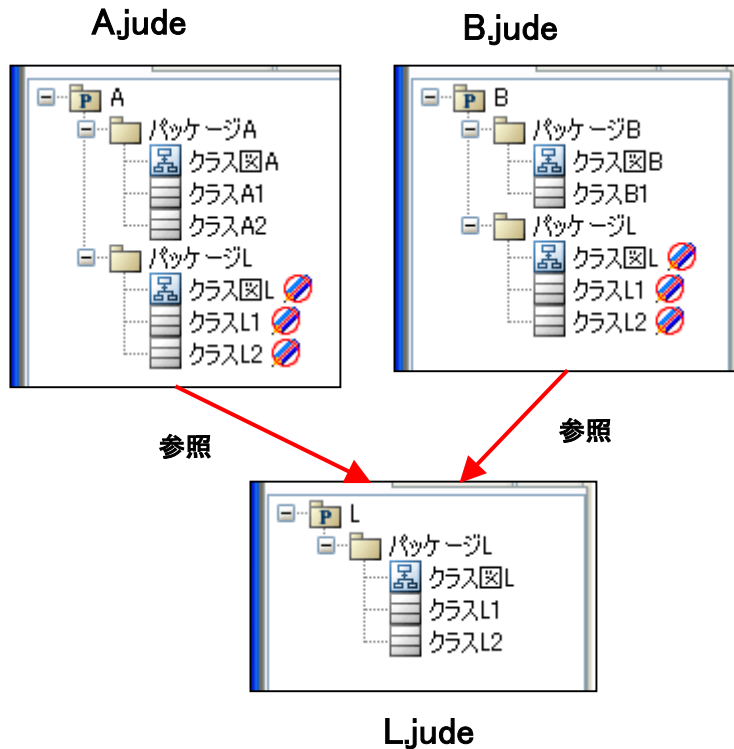 A.jude
B.jude
P A
パッケージA
クラス図A
クラスA1
クラスA2
パッケージL
クラス図L
クラスL1
クラスL2
P B
パッケージB
クラス図B
クラスB1
パッケージL
クラス図L
クラスL1
クラスL2
参照
参照
P L
パッケージL
クラス図L
クラスL1
クラスL2
L.jude